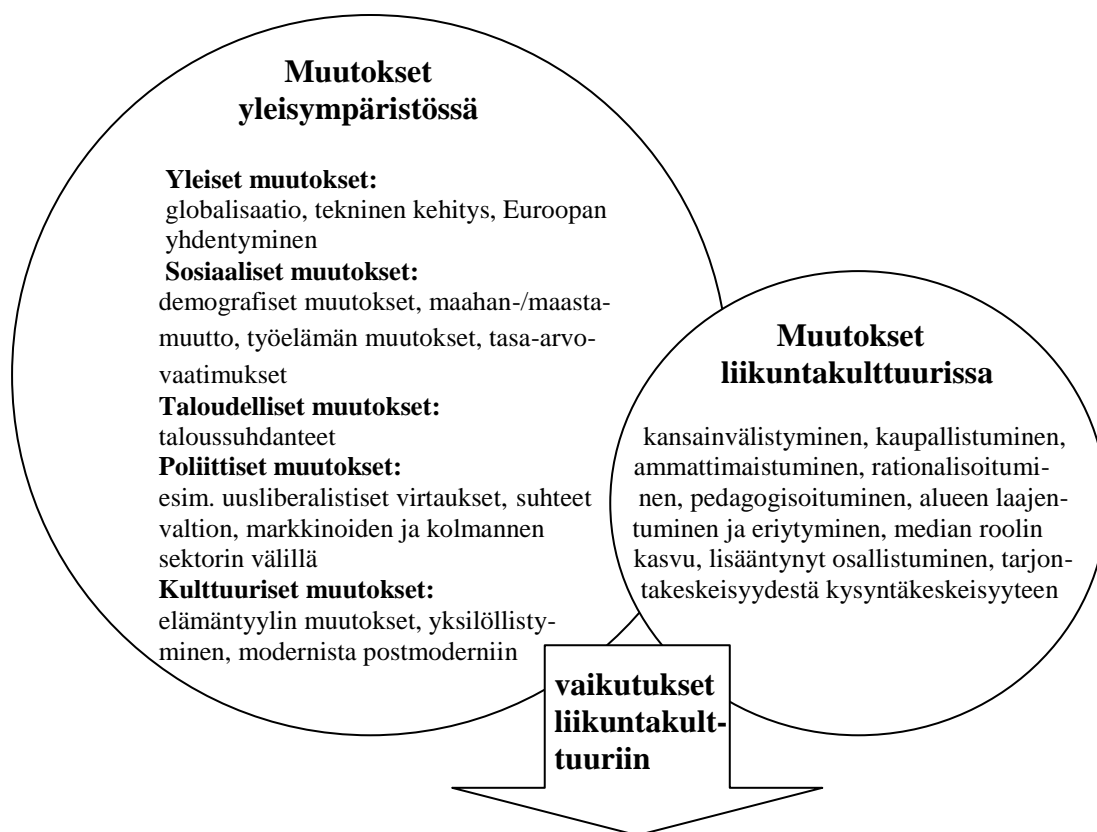 Muutokset
yleisympäristössä
Yleiset muutokset:
globalisaatio, tekninen kehitys, Euroopan
yhdentyminen
Sosiaaliset muutokset:
demografiset muutokset, maahan-/maasta-
muutto, työelämän muutokset, tasa-arvo-
vaatimukset
Taloudelliset muutokset:
taloussuhdanteet
Poliittiset muutokset:
esim. uusliberalistiset virtaukset, suhteet
valtion, markkinoiden ja kolmannen
sektorin välillä
Kulttuuriset muutokset:
elämäntyylin muutokset, yksilöllisty-
minen, modernista postmoderniin
Muutokset
liikuntakulttuurissa
kansainvälistyminen, kaupallistuminen,
ammattimaistuminen, rationalisoitumi-
nen, pedagogisoituminen, alueen laajen-
tuminen ja eriytyminen, median roolin
kasvu, lisääntynyt osallistuminen, tarjon-
takeskeisyydestä kysyntäkeskeisyyteen
vaikutukset
liikuntakult-
tuuriin